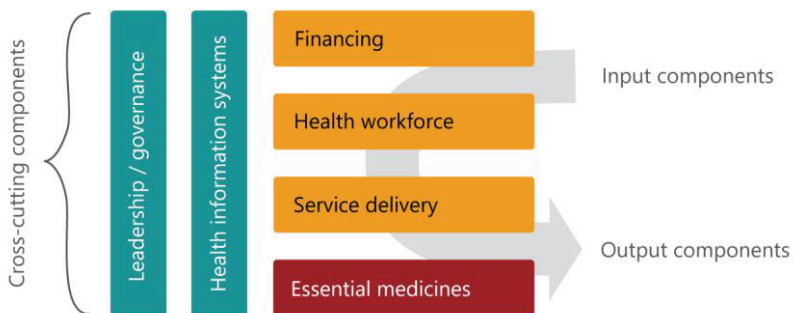 Cross-cutting components
Leadership / governance
Health information systems
Financing
Health workforce
Service delivery
Essential medicines
Input components
Output components